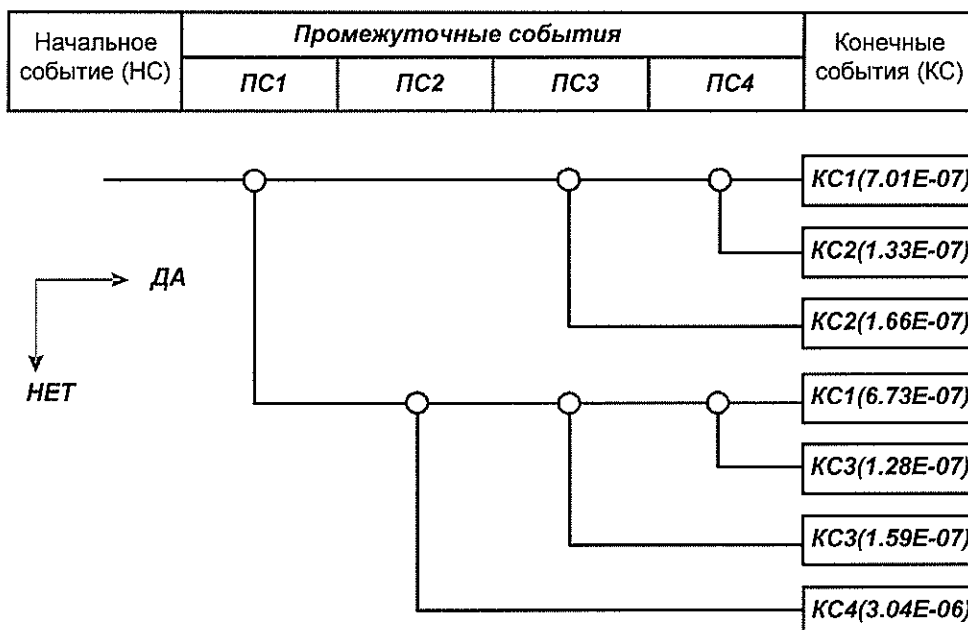 Начальное
событие (НС)
Промежуточные события
ПС1
ПС2
ПС3
ПС4
Конечные
события (КС)
КС1(7.01E-07)
КС2(1.33E-07)
ДА
КС2(1.66E-07)
НЕТ
КС1(6.73E-07)
КС3(1.28E-07)
КС3(1.59E-07)
КС4(3.04E-06)